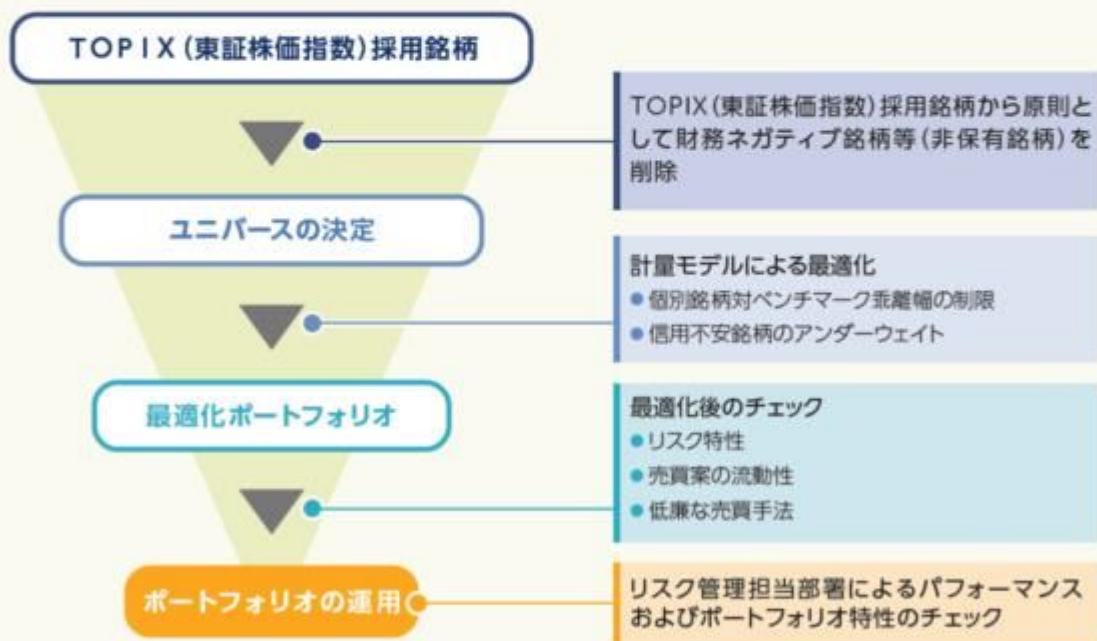 TOPIX(東証株価指数)採用銘柄
TOPIX(東証株価指数)採用銘柄から原則と
して財務ネガティブ銘柄等(非保有銘柄)を
削除
ユニバースの決定
計量モデルによる最適化
●個別銘柄対ベンチマーク乖離幅の制限
●信用不安銘柄のアンダーウェイト
最適化ポートフォリオ
最適化後のチェック
●リスク特性
●売買案の流動性
●低廉な売買手法
ポートフォリオの運用
リスク管理担当部署によるパフォーマンス
およびポートフォリオ特性のチェック